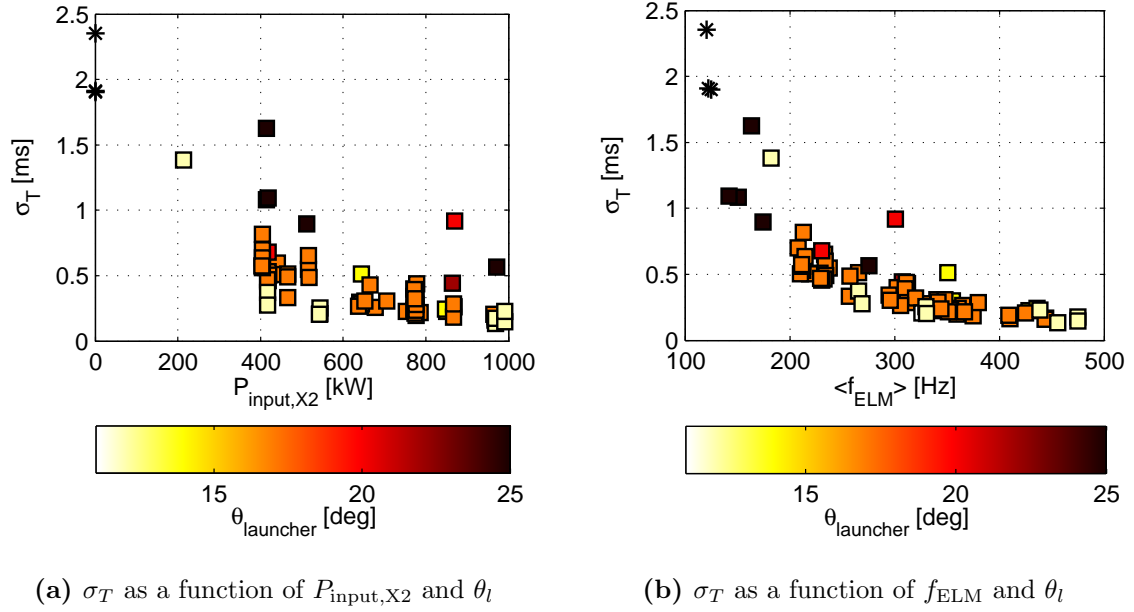 2.5
2
1.5
1
0.5
0
σ_T [ms]
0 200 400 600 800 1000
P_input,X2 [kW]
15 20 25
θ_launcher [deg]
(a) σ_T as a function of P_input,X2 and θ_l
2.5
2
1.5
1
0.5
0
σ_T [ms]
100 200 300 400 500
<f_ELM> [Hz]
15 20 25
θ_launcher [deg]
(b) σ_T as a function of f_ELM and θ_l